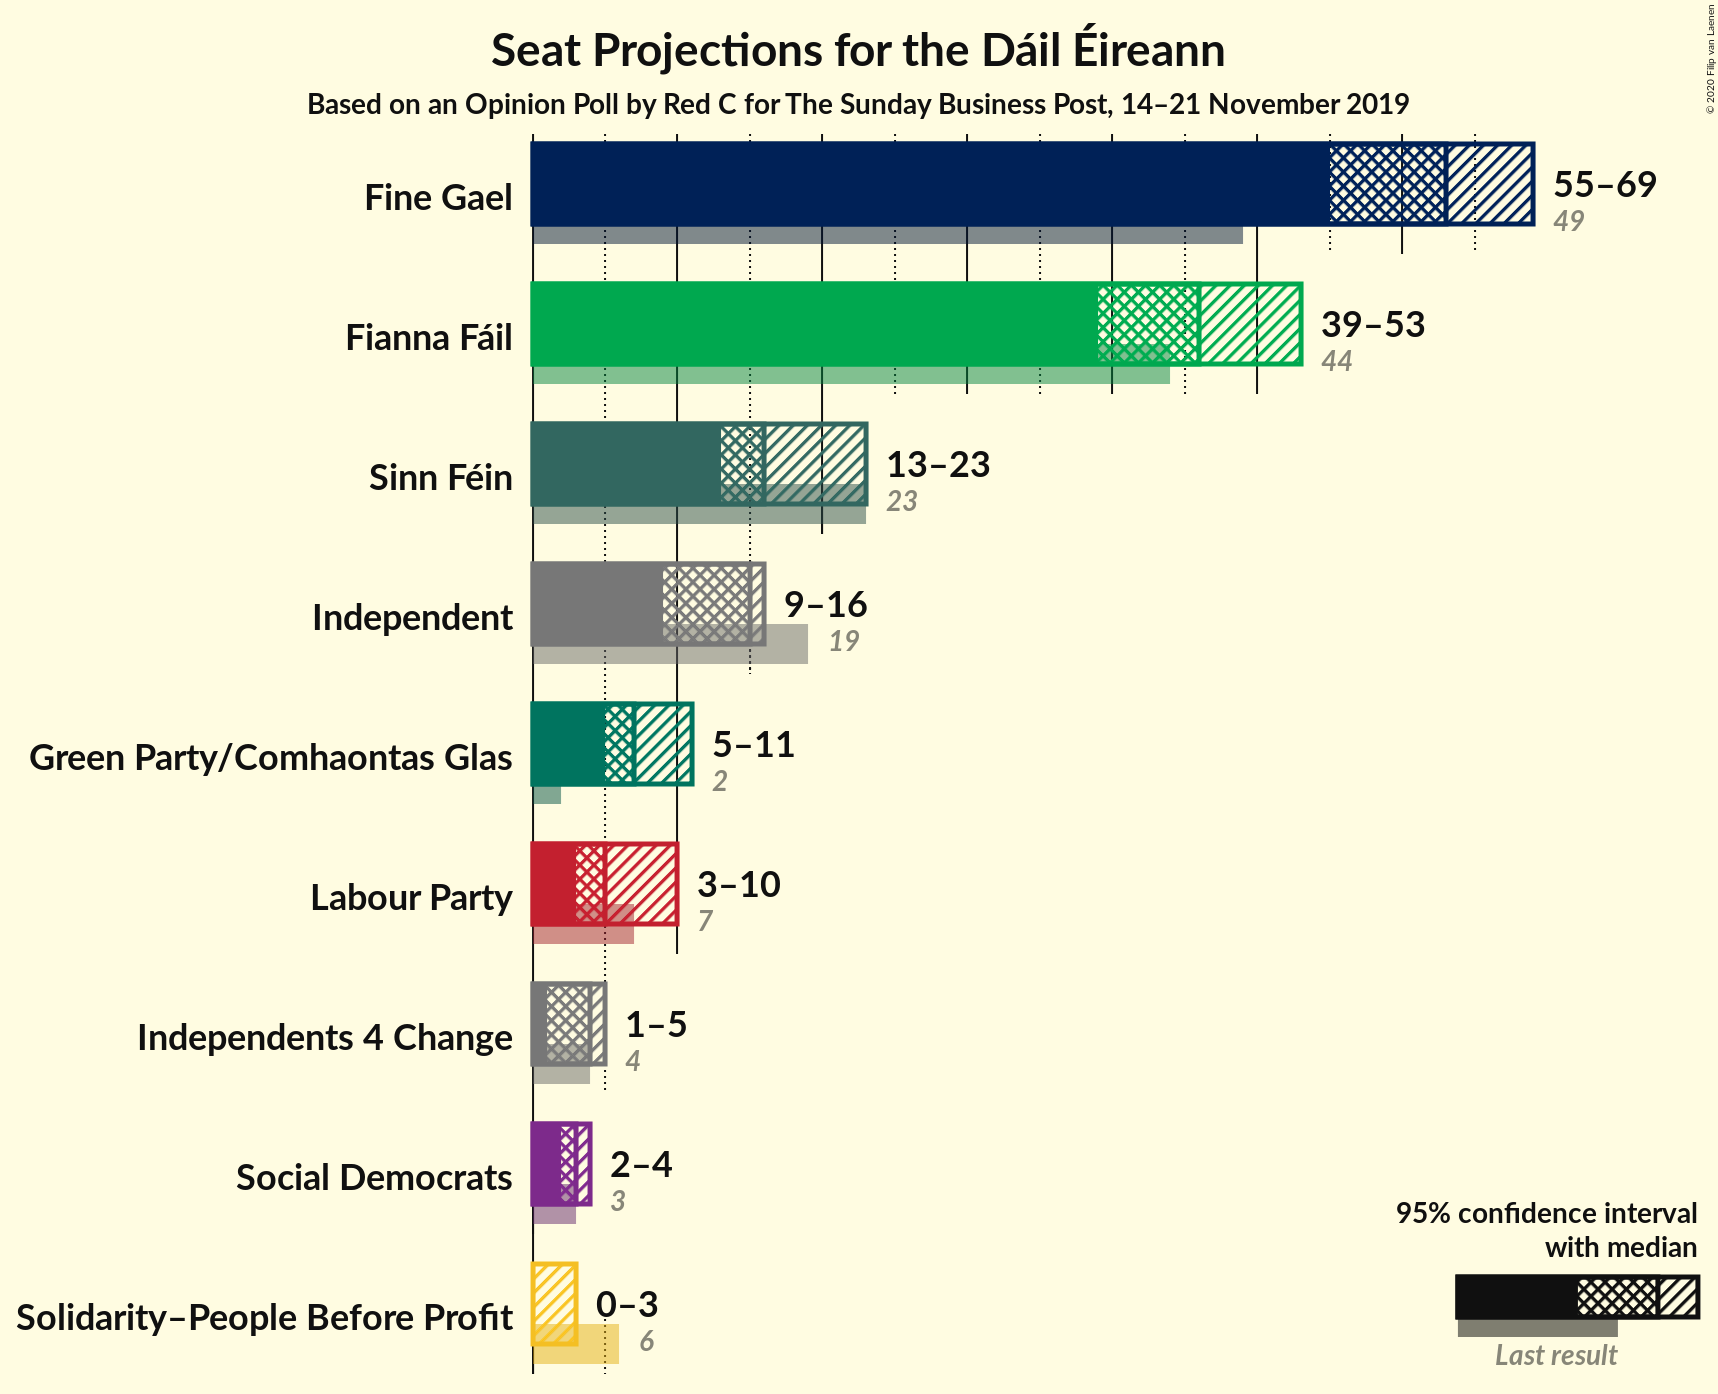 Seat Projections for the Dáil Éireann
Based on an Opinion Poll by Red C for The Sunday Business Post, 14–21 November 2019
© 2020 Filip van Laenen
Fine Gael
55–69
49
Fianna Fáil
39–53
44
Sinn Féin
13–23
23
Independent
9–16
19
Green Party/Comhaontas Glas
5–11
2
Labour Party
3–10
7
Independents 4 Change
1–5
4
Social Democrats
2–4
3
Solidarity–People Before Profit
0–3
6
95% confidence interval
with median
Last result